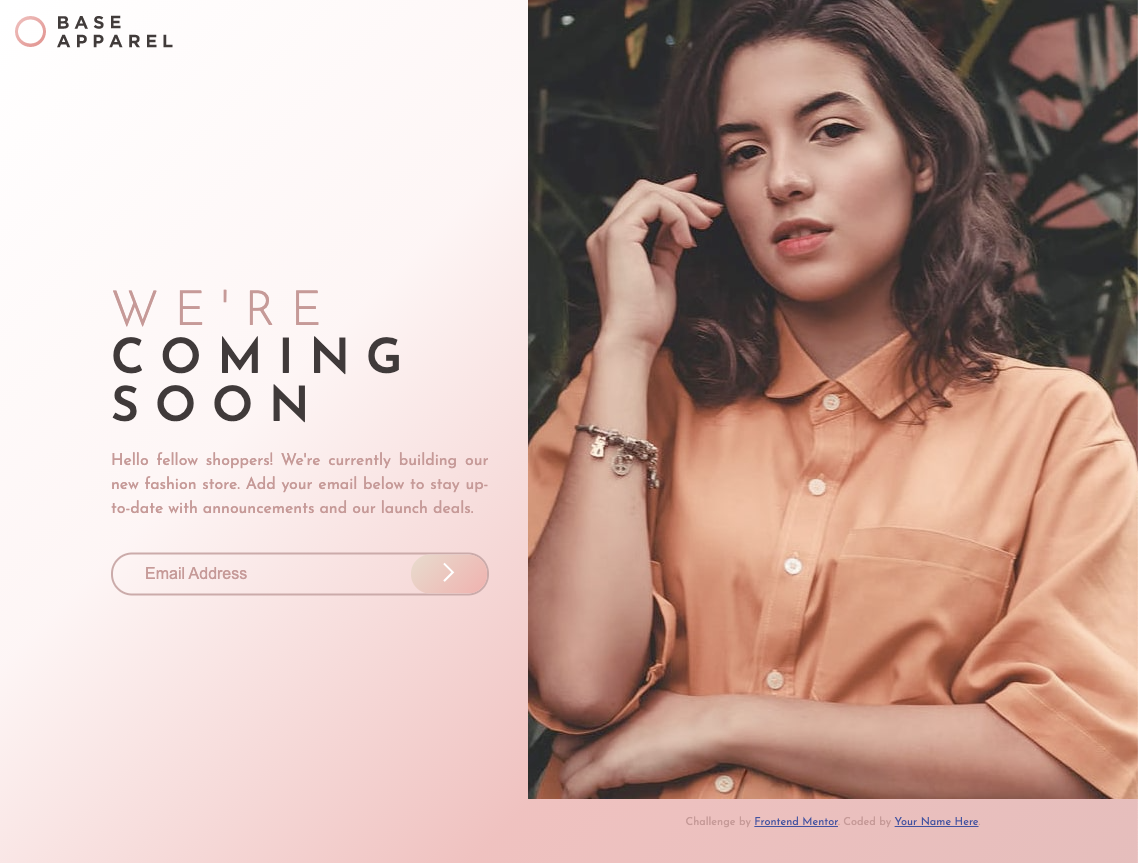 BASE
APPAREL
WE'RE
COMING
SOON
Hello fellow shoppers! We're currently building our
new fashion store. Add your email below to stay up-
to-date with announcements and our launch deals.
Email Address
Challenge by Frontend Mentor. Coded by Your Name Here.